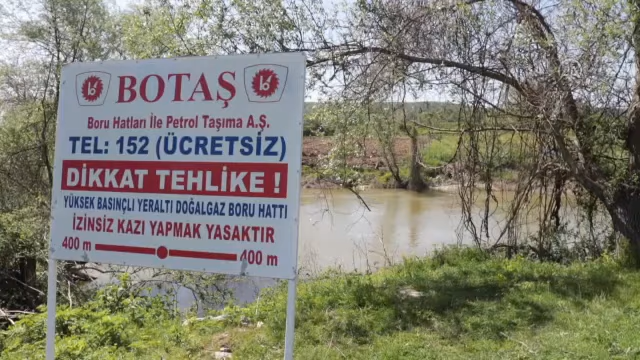 BOTAŞ
Boru Hatları İle Petrol Taşıma A.Ş.
TEL: 152 (ÜCRETSİZ)
DİKKAT TEHLİKE !
YÜKSEK BASINÇLI YERALTI DOĞALGAZ BORU HATTI
İZİNSİZ KAZI YAPMAK YASAKTIR
400 m 400 m